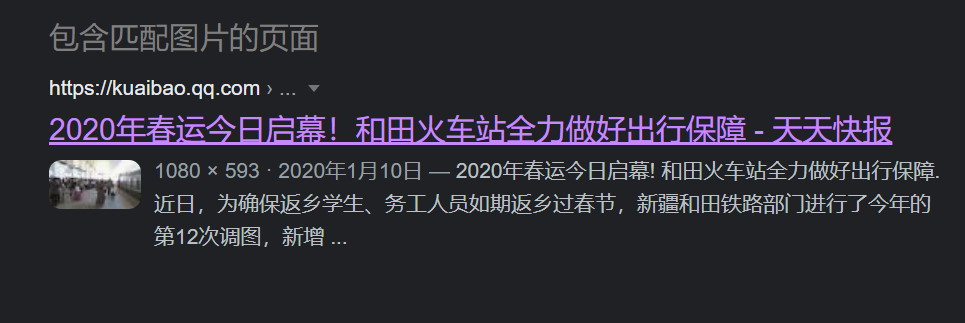 包含匹配图片的页面
https://kuaibao.qq.com › ...
2020年春运今日启幕！和田火车站全力做好出行保障 - 天天快报
1080 × 593 · 2020年1月10日 — 2020年春运今日启幕! 和田火车站全力做好出行保障.
近日，为确保返乡学生、务工人员如期返乡过春节，新疆和田铁路部门进行了今年的
第12次调图，新增 ...